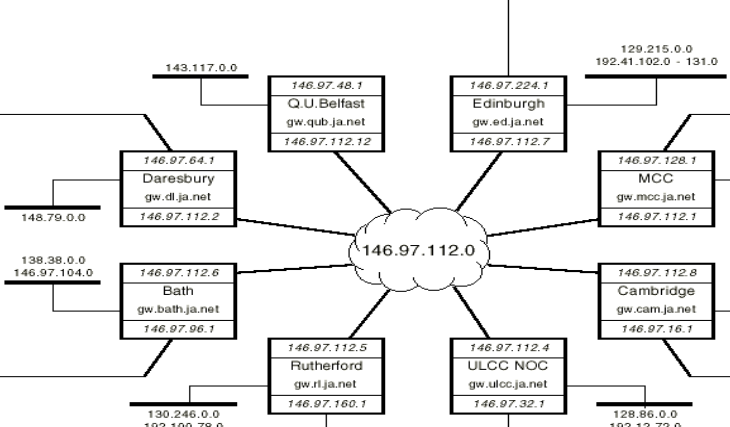 129.215.0.0
192.41.102.0 - 131.0
143.117.0.0
146.97.48.1
Q.U.Belfast
gw.qub.ja.net
146.97.112.12
146.97.224.1
Edinburgh
gw.ed.ja.net
146.97.112.7
146.97.64.1
Daresbury
gw.dl.ja.net
146.97.112.2
146.97.128.1
MCC
gw.mcc.ja.net
146.97.112.1
148.79.0.0
146.97.112.0
138.38.0.0
146.97.104.0
146.97.112.6
Bath
gw.bath.ja.net
146.97.96.1
146.97.112.8
Cambridge
gw.cam.ja.net
146.97.16.1
146.97.112.5
Rutherford
gw.rl.ja.net
146.97.160.1
146.97.112.4
ULCC NOC
gw.ulcc.ja.net
146.97.32.1
130.246.0.0
128.86.0.0